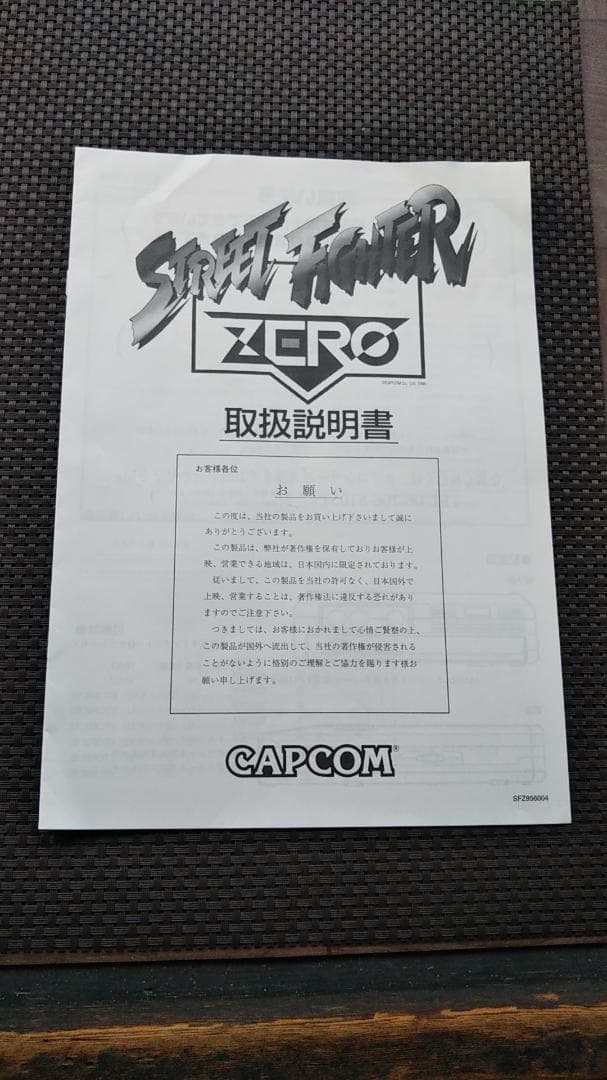 STREET FIGHTER
ZERO
取扱説明書
お客様各位
お願い
この度は、当社の製品をお買い上げ下さいまして誠に
ありがとうございます。
この製品は、弊社が著作権を保有しておりお客様が上
映、営業できる地域は、日本国内に限定されております。
従いまして、この製品を当社の許可なく、日本国外で
上映、営業することは、著作権法に違反する恐れがあり
ますのでご注意下さい。
つきましては、お客様におかれまして心情ご賢察の上、
この製品が国外へ流出して、当社の著作権が侵害される
ことがないように格別のご理解とご協力を賜ります様お
願い申し上げます。
CAPCOM®
SFZ956004